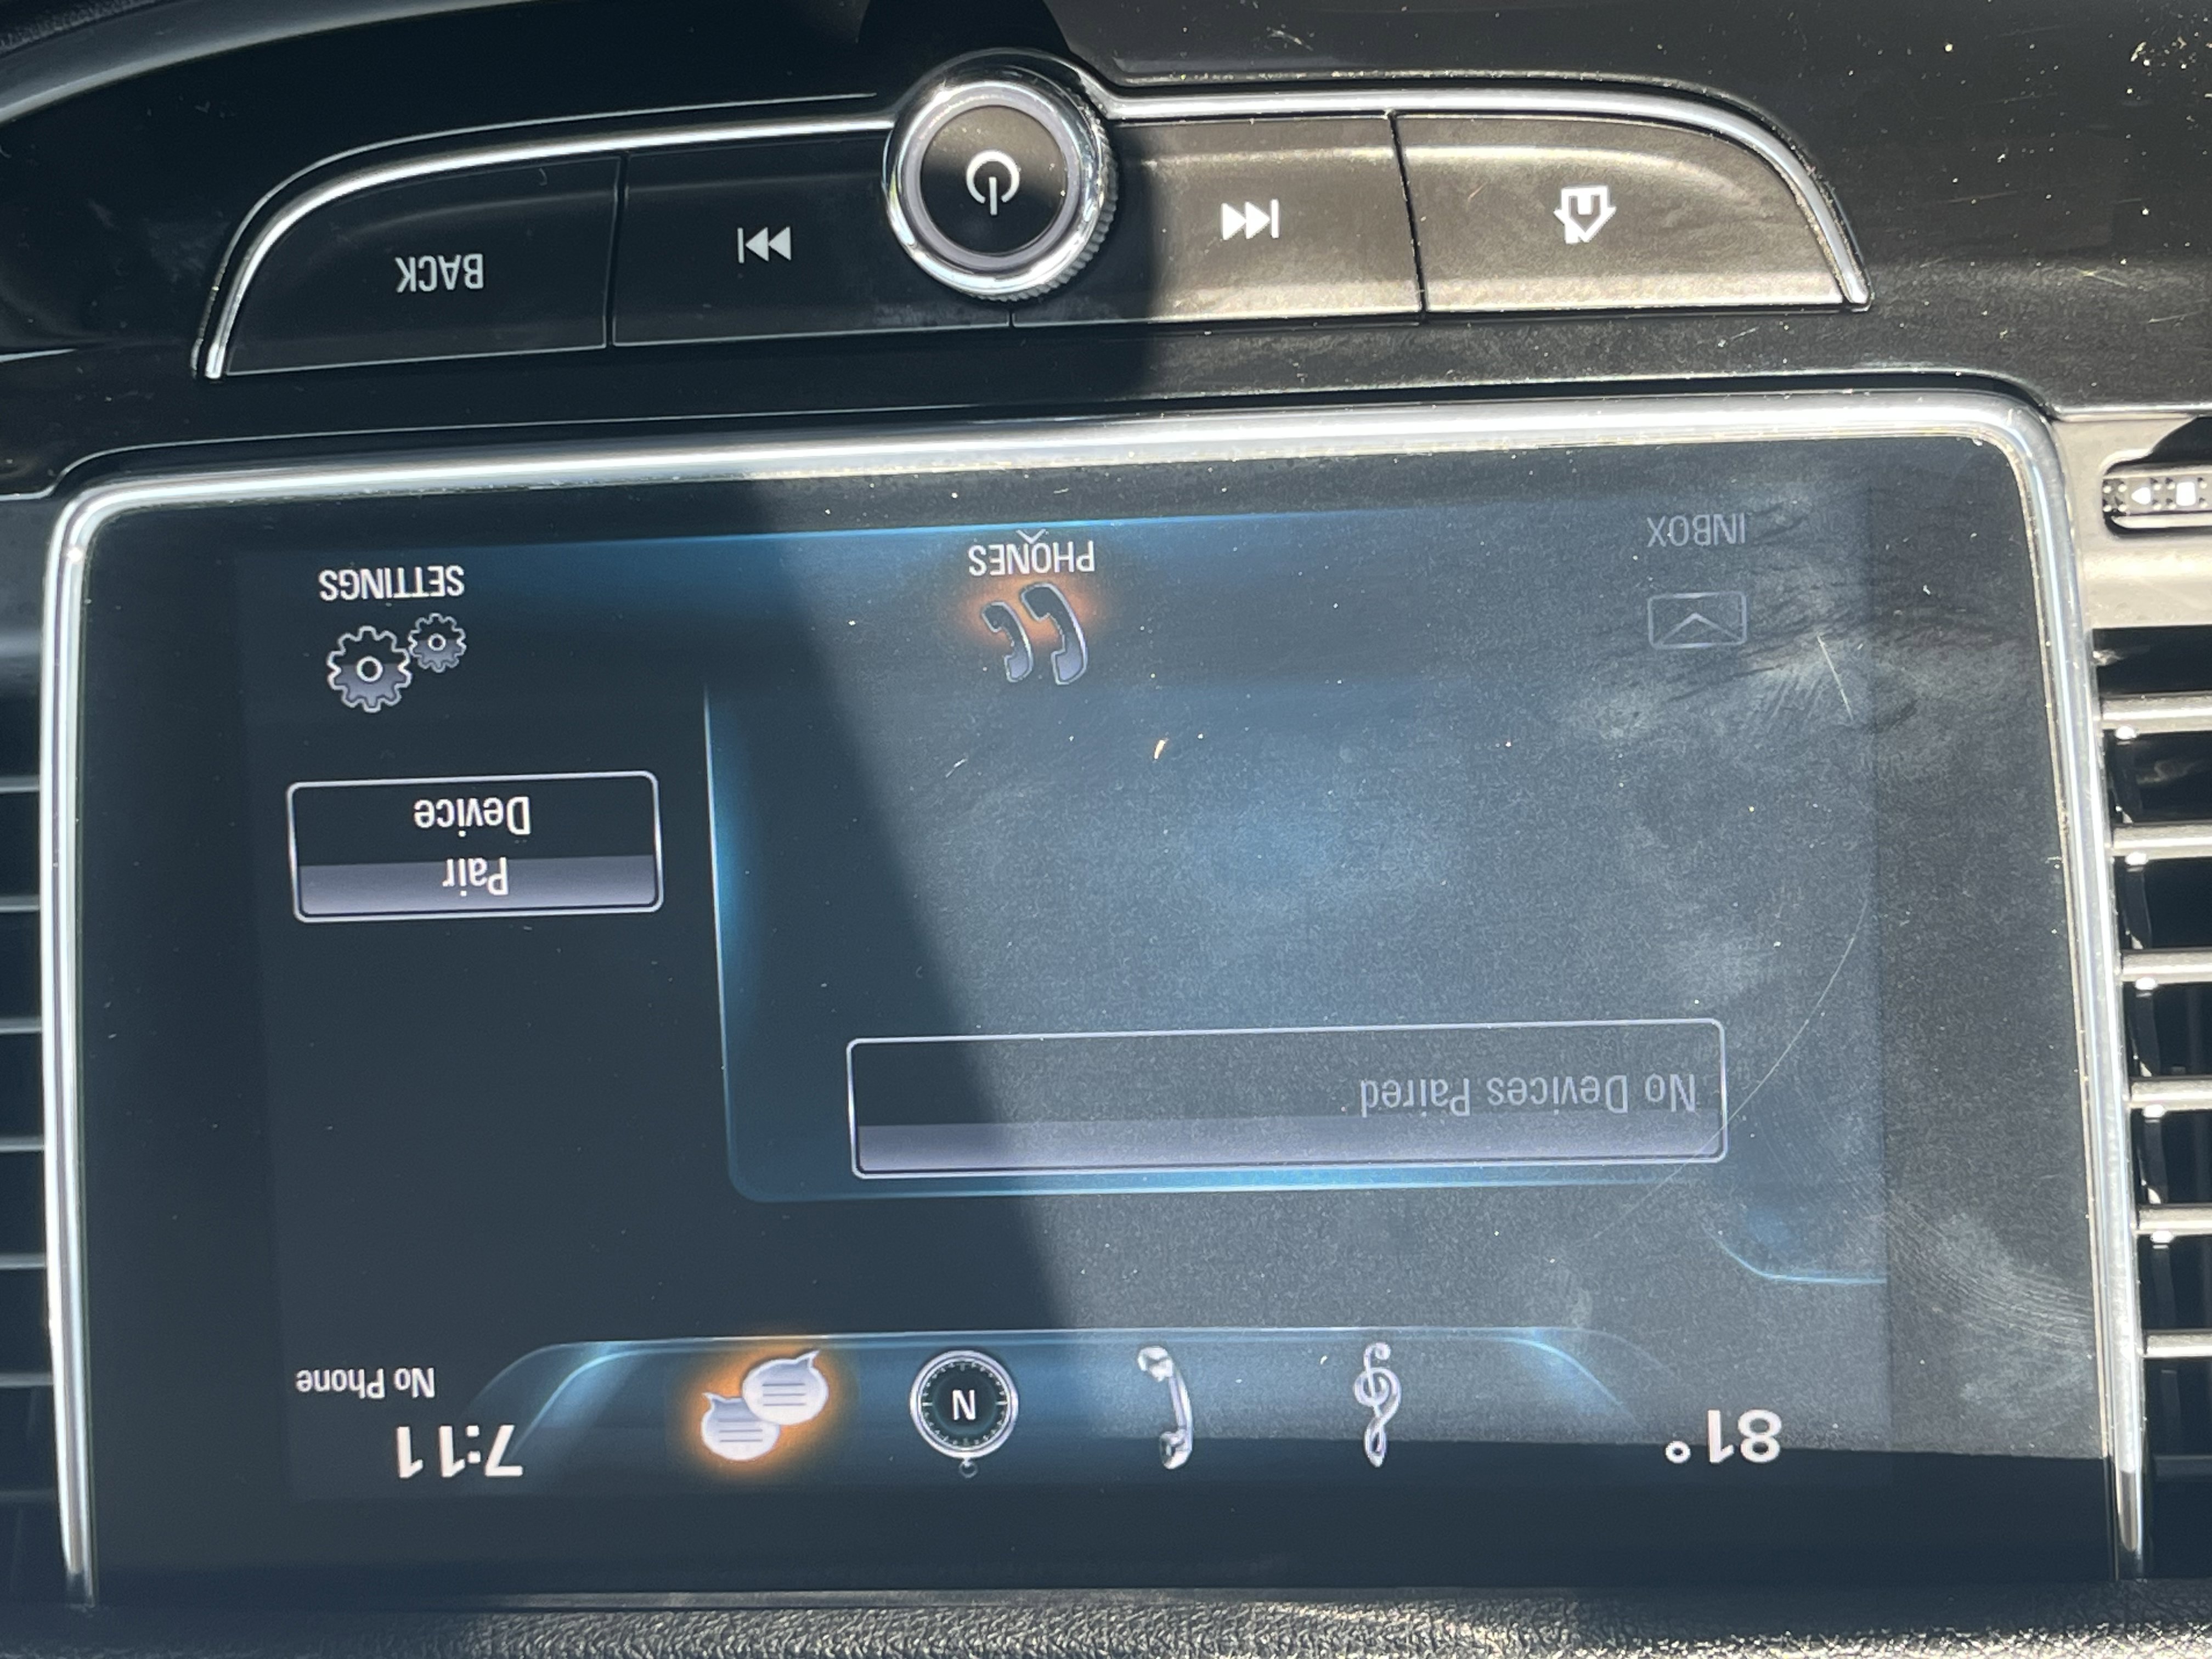 81°
N
7:11
No Phone
No Devices Paired
Pair
Device
INBOX
PHONES
SETTINGS
BACK